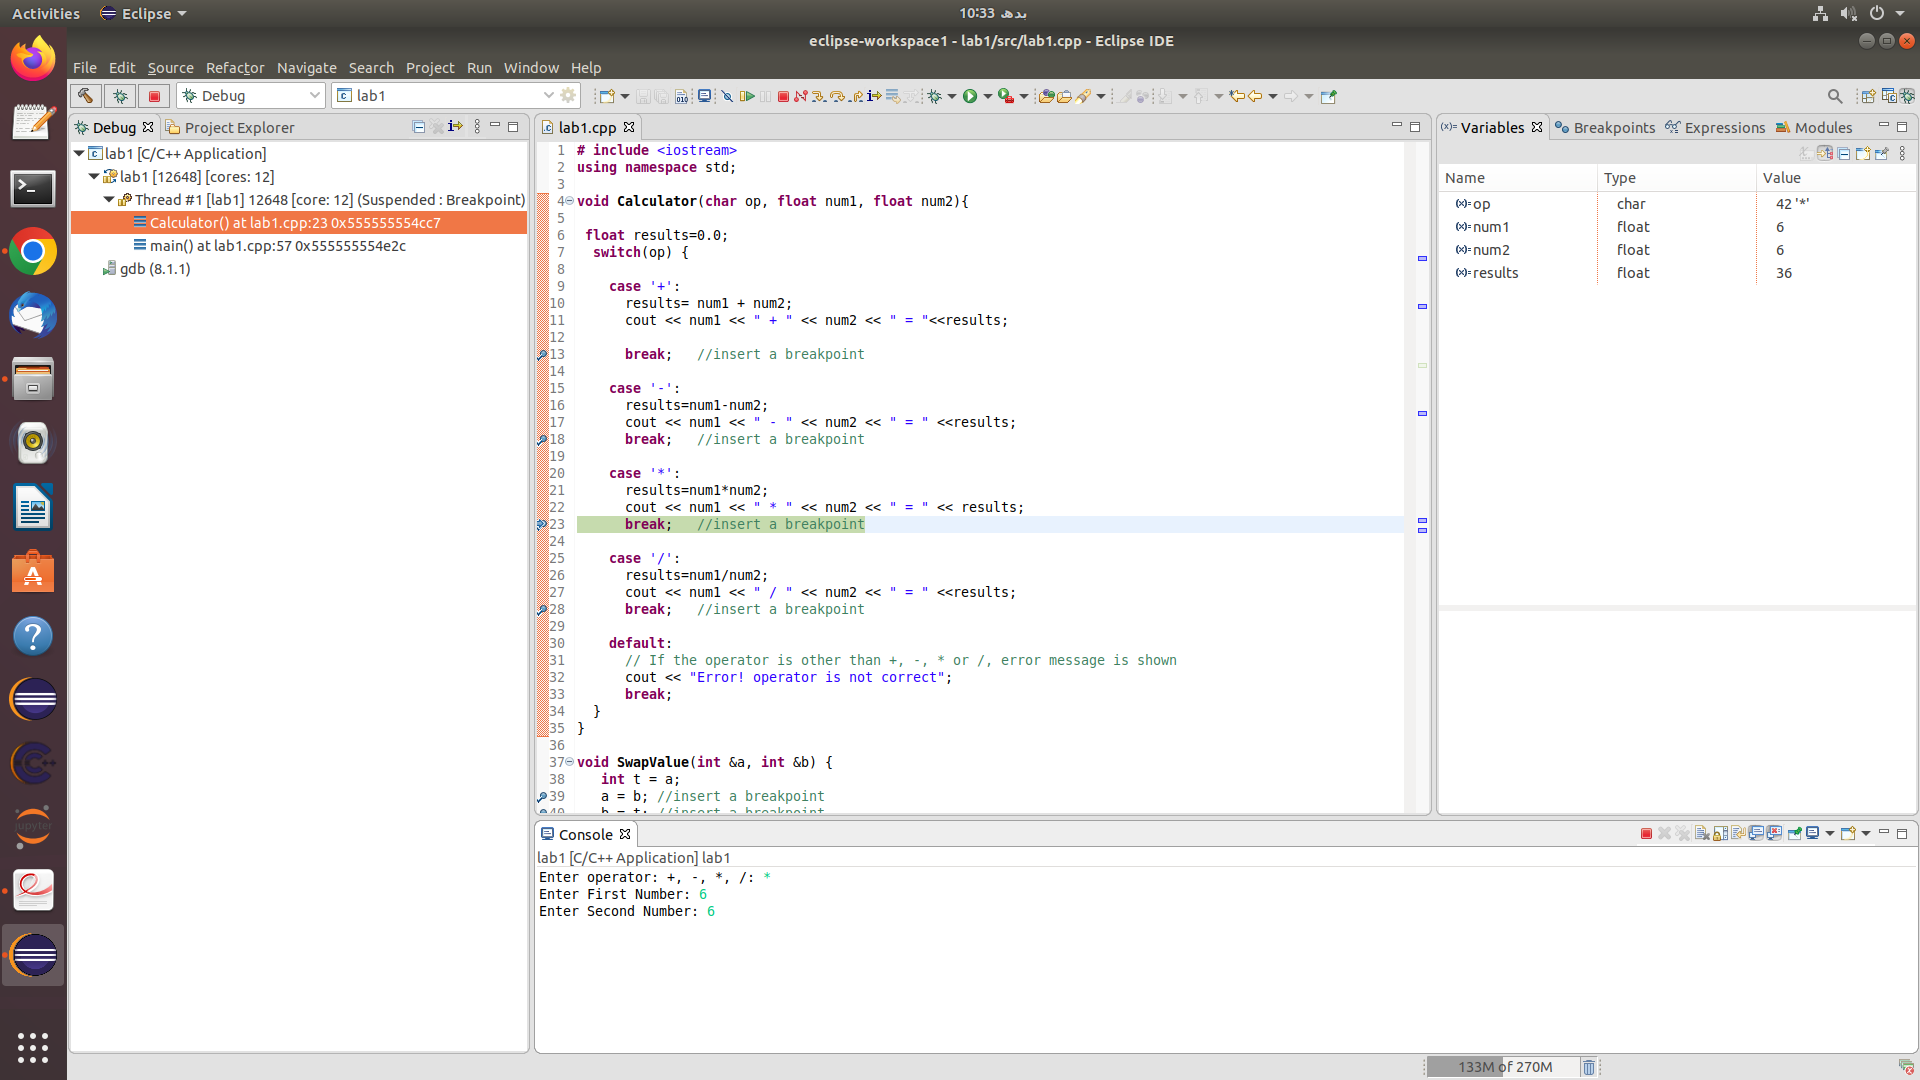 Activities
Eclipse
بدھ 10:33
eclipse-workspace1 - lab1/src/lab1.cpp - Eclipse IDE
File Edit Source Refactor Navigate Search Project Run Window Help
Debug
lab1
Debug
Project Explorer
lab1 [C/C++ Application]
lab1 [12648] [cores: 12]
Thread #1 [lab1] 12648 [core: 12] (Suspended : Breakpoint)
Calculator() at lab1.cpp:23 0x555555554cc7
main() at lab1.cpp:57 0x555555554e2c
gdb (8.1.1)
lab1.cpp
1 # include <iostream>
2 using namespace std;
3
4 void Calculator(char op, float num1, float num2){
5
6 float results=0.0;
7 switch(op) {
8
9 case '+':
10 results= num1 + num2;
11 cout << num1 << " + " << num2 << " = "<<results;
12
13 break; //insert a breakpoint
14
15 case '-':
16 results=num1-num2;
17 cout << num1 << " - " << num2 << " = " <<results;
18 break; //insert a breakpoint
19
20 case '*':
21 results=num1*num2;
22 cout << num1 << " * " << num2 << " = " << results;
23 break; //insert a breakpoint
24
25 case '/':
26 results=num1/num2;
27 cout << num1 << " / " << num2 << " = " <<results;
28 break; //insert a breakpoint
29
30 default:
31 // If the operator is other than +, -, * or /, error message is shown
32 cout << "Error! operator is not correct";
33 break;
34 }
35 }
36
37 void SwapValue(int &a, int &b) {
38 int t = a;
39 a = b; //insert a breakpoint
40 b = t; //insert a breakpoint
Variables
Breakpoints
Expressions
Modules
Name Type Value
op char 42 '*'
num1 float 6
num2 float 6
results float 36
Console
lab1 [C/C++ Application] lab1
Enter operator: +, -, *, /: *
Enter First Number: 6
Enter Second Number: 6
133M of 270M